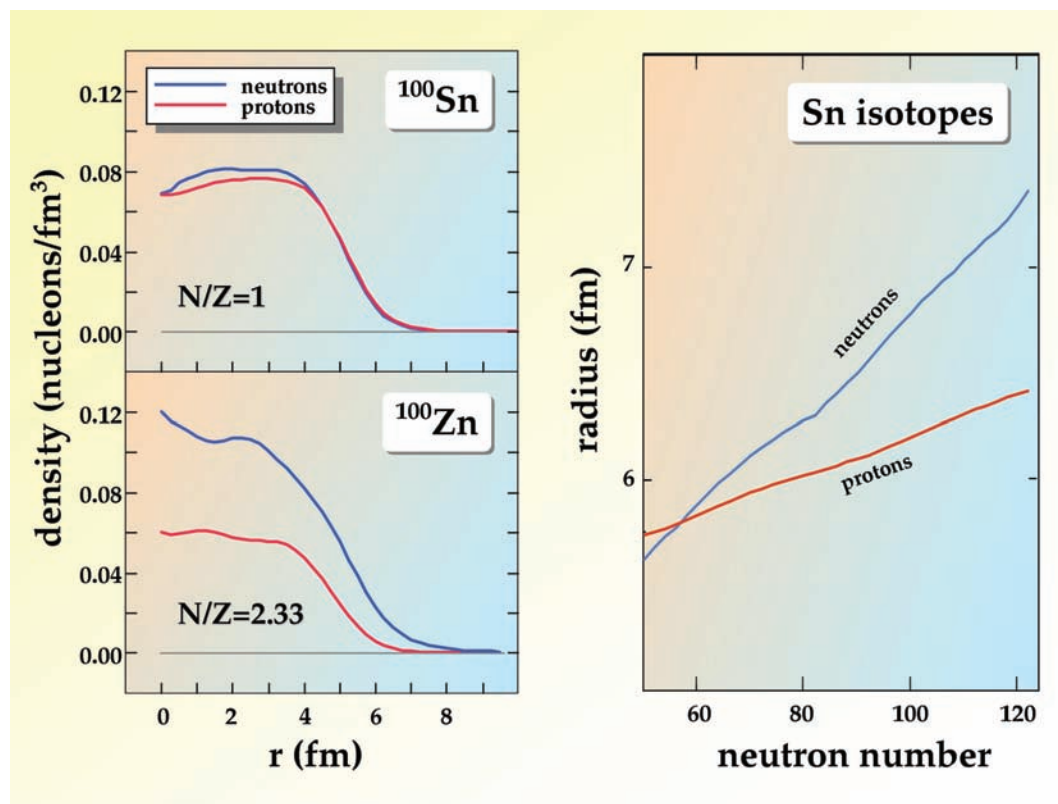 density (nucleons/fm³)
0.12
0.08
0.04
0.00
neutrons
protons
¹⁰⁰Sn
N/Z=1
0.12
0.08
0.04
0.00
¹⁰⁰Zn
N/Z=2.33
0 2 4 6 8
r (fm)
Sn isotopes
radius (fm)
7
6
neutrons
protons
60 80 100 120
neutron number